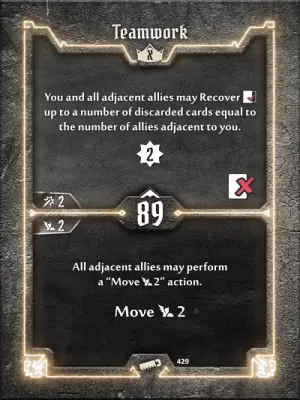 Teamwork
X
You and all adjacent allies may Recover
up to a number of discarded cards equal to
the number of allies adjacent to you.
2
2
89
2
All adjacent allies may perform
a “Move 2” action.
Move 2
429